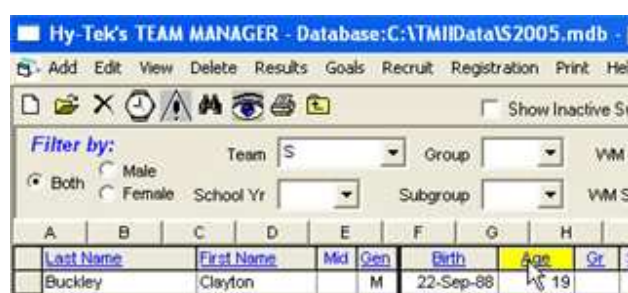 Hy-Tek's TEAM MANAGER - Database:C:\TMIIData\S2005.mdb -
Add Edit View Delete Results Goals Recruit Registration Print
Show Inactive
Filter by:
Both Male Female
Team S Group WM
School Yr Subgroup WM S
A B C D E F G H
Last Name First Name Mid Gen Birth Age Gr
Buckley Clayton M 22-Sep-88 19